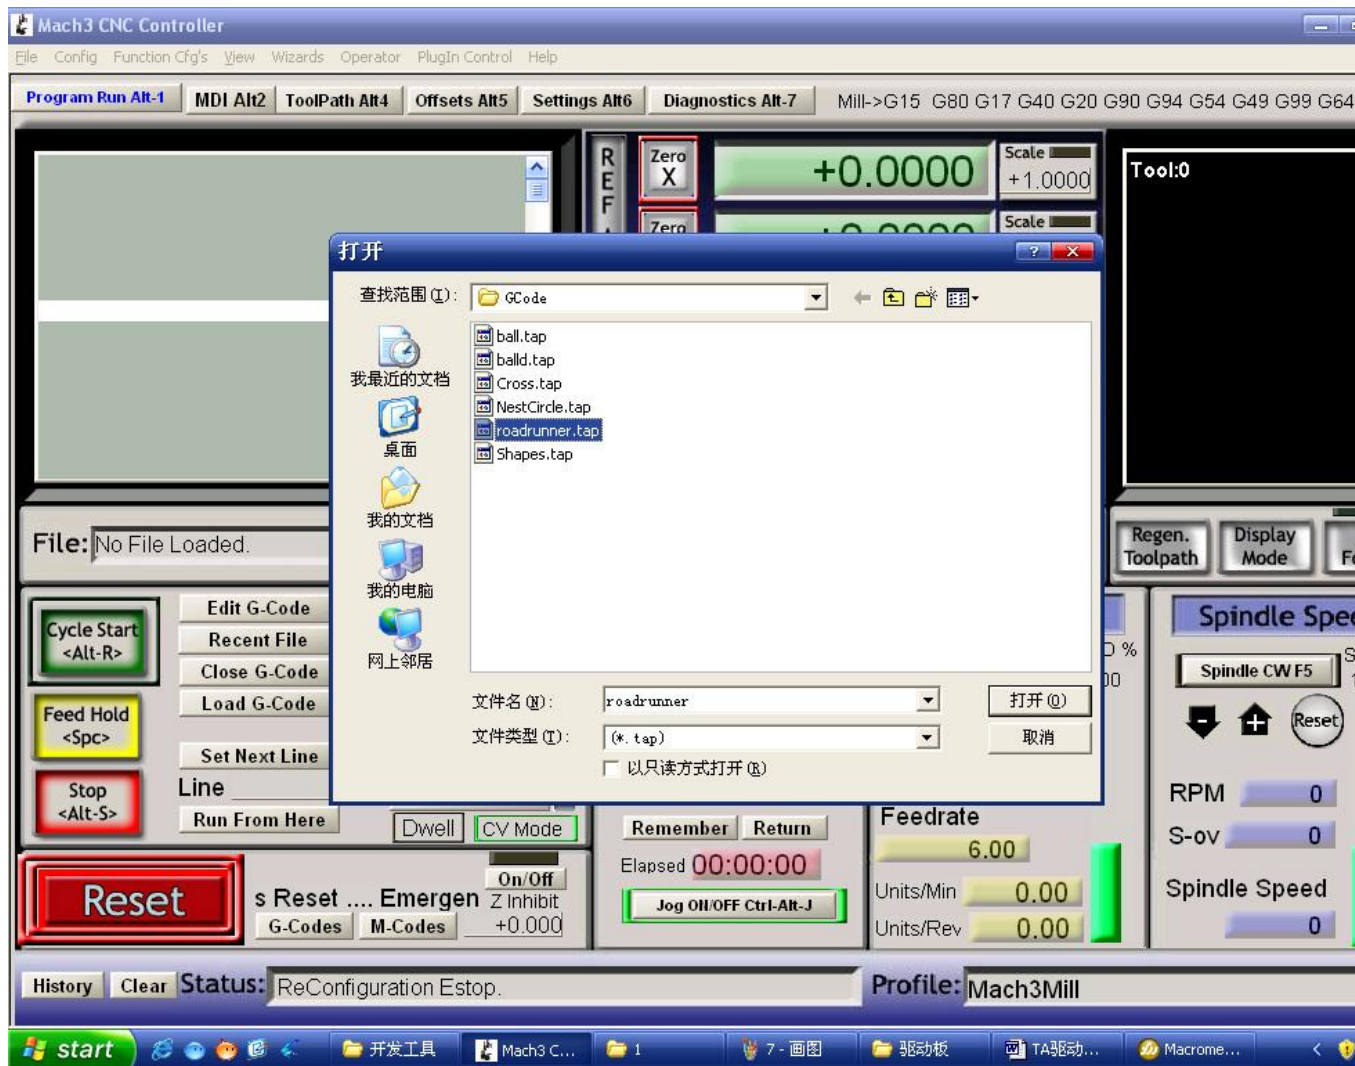 Mach3 CNC Controller
File Config Function Cfg's View Wizards Operator PlugIn Control Help
Program Run Alt-1 MDI Alt2 ToolPath Alt4 Offsets Alt5 Settings Alt6 Diagnostics Alt-7 Mill->G15 G80 G17 G40 G20 G90 G94 G54 G49 G99 G64
REF
Zero X
+0.0000
Scale
+1.0000
Tool:0
Zero
Scale
打开
查找范围(I): GCode
我最近的文档
桌面
我的文档
我的电脑
网上邻居
ball.tap
balld.tap
Cross.tap
NestCircle.tap
roadrunner.tap
Shapes.tap
文件名(N): roadrunner 打开(O)
文件类型(T): (*.tap) 取消
以只读方式打开(R)
File: No File Loaded.
Regen. Toolpath
Display Mode
Cycle Start <Alt-R>
Feed Hold <Spc>
Stop <Alt-S>
Edit G-Code
Recent File
Close G-Code
Load G-Code
Set Next Line
Line
Run From Here
Dwell CV Mode
Remember Return
Elapsed 00:00:00
Jog ON/OFF Ctrl-Alt-J
Feedrate
6.00
Units/Min 0.00
Units/Rev 0.00
Spindle CW F5
Reset
RPM 0
S-ov 0
Spindle Speed
0
Reset
s Reset .... Emergen
G-Codes M-Codes
On/Off
Z Inhibit
+0.000
History Clear Status: ReConfiguration Estop.
Profile: Mach3Mill
start 开发工具 Mach3 C... 1 7 - 画图 驱动板 TA驱动... Macrome...